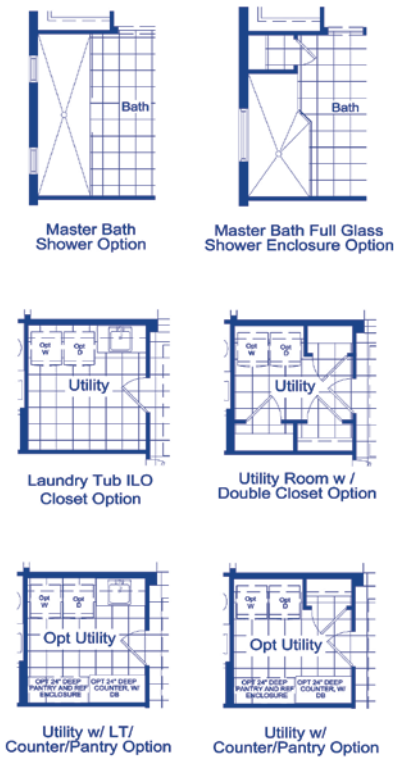 Bath
Master Bath
Shower Option
Bath
Master Bath Full Glass
Shower Enclosure Option
Opt
W
Opt
D
Utility
Laundry Tub ILO
Closet Option
Opt
W
Opt
D
Utility
Utility Room w /
Double Closet Option
Opt
W
Opt
D
Opt Utility
OPT 24" DEEP
PANTRY AND REF
ENCLOSURE
OPT 24" DEEP
COUNTER, W/
DB
Utility w/ LT/
Counter/Pantry Option
Opt
W
Opt
D
Opt Utility
OPT 24" DEEP
PANTRY AND REF
ENCLOSURE
OPT 24" DEEP
COUNTER, W/
DB
Utility w/
Counter/Pantry Option